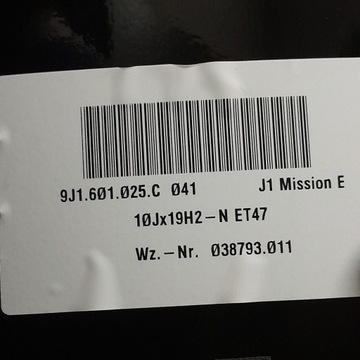 9J1.601.025.C 041 J1 Mission E
10Jx19H2-N ET47
Wz.-Nr. 038793.011